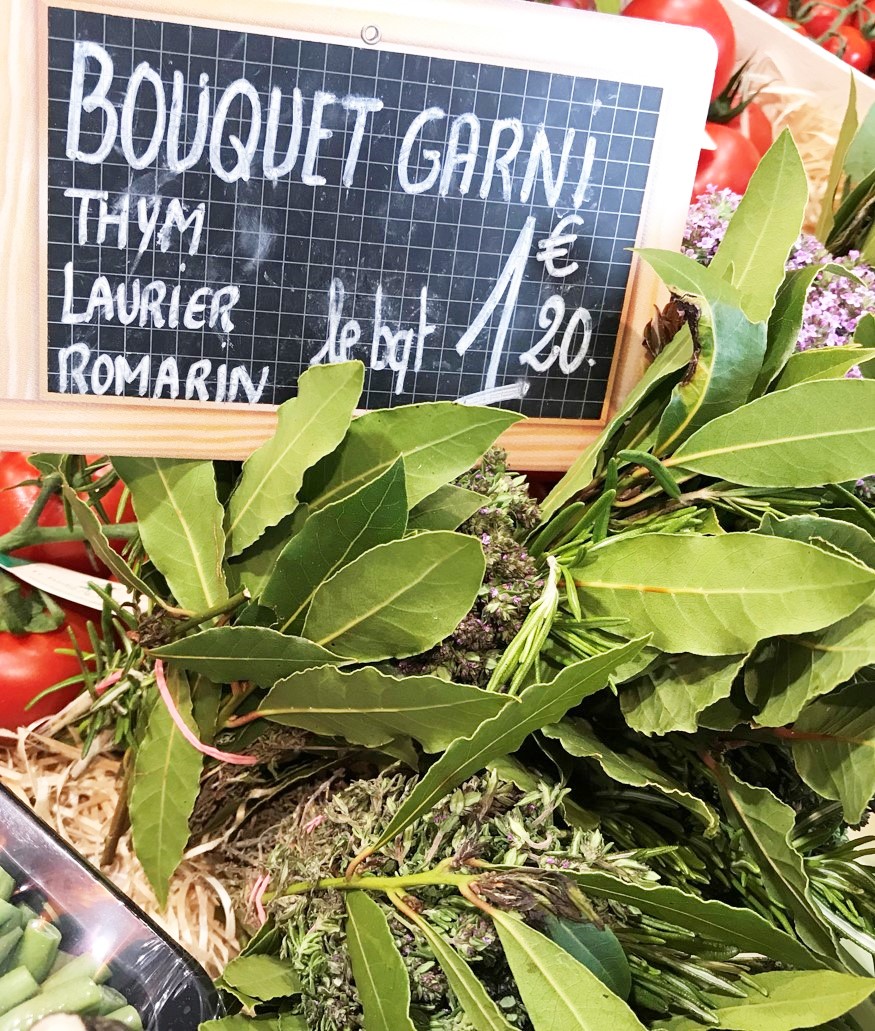 BOUQUET GARNI
THYM
LAURIER
ROMARIN
le bqt 1€20.